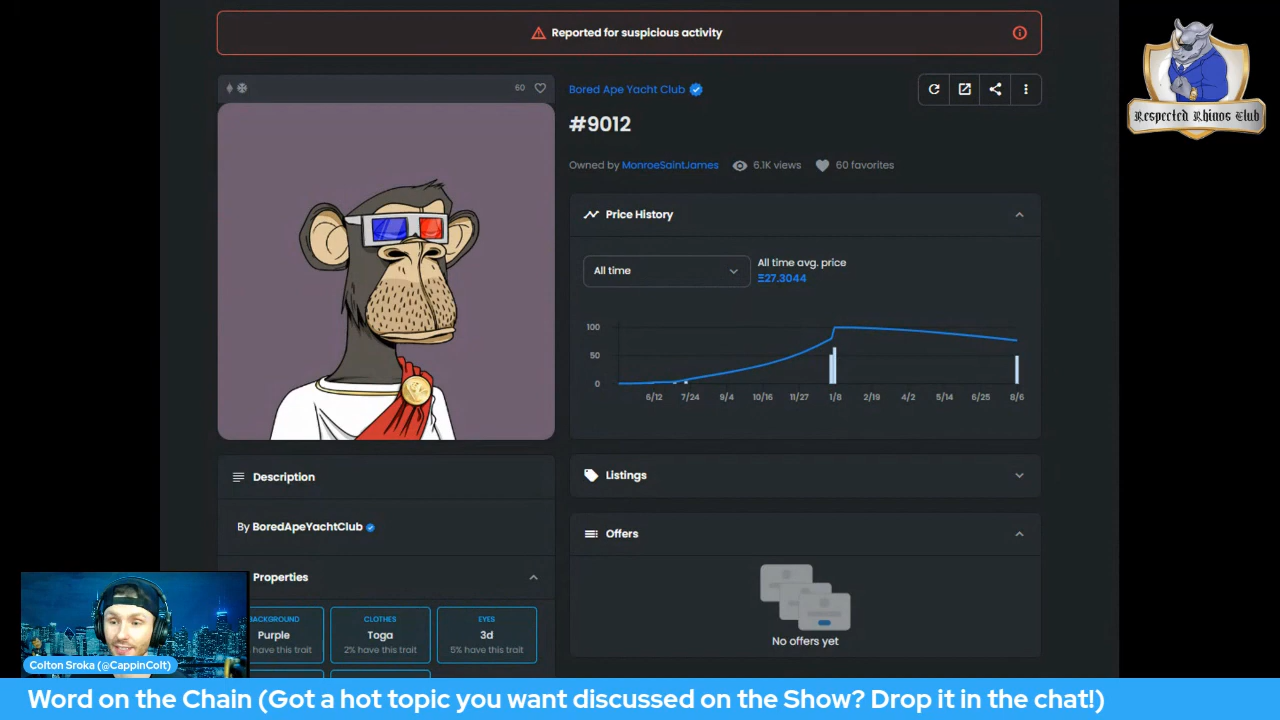 Reported for suspicious activity
Respected Rhinos Club
60
Bored Ape Yacht Club
#9012
Owned by MonroeSaintJames 6.1K views 60 favorites
Price History
All time
All time avg. price
Ξ27.3044
100
50
0
6/12 7/24 9/4 10/16 11/27 1/8 2/19 4/2 5/14 6/25 8/6
Description
By BoredApeYachtClub
Listings
Offers
No offers yet
Properties
BACKGROUND
Purple
have this trait
CLOTHES
Toga
2% have this trait
EYES
3d
5% have this trait
Colton Sroka (@CappinColt)
Word on the Chain (Got a hot topic you want discussed on the Show? Drop it in the chat!)